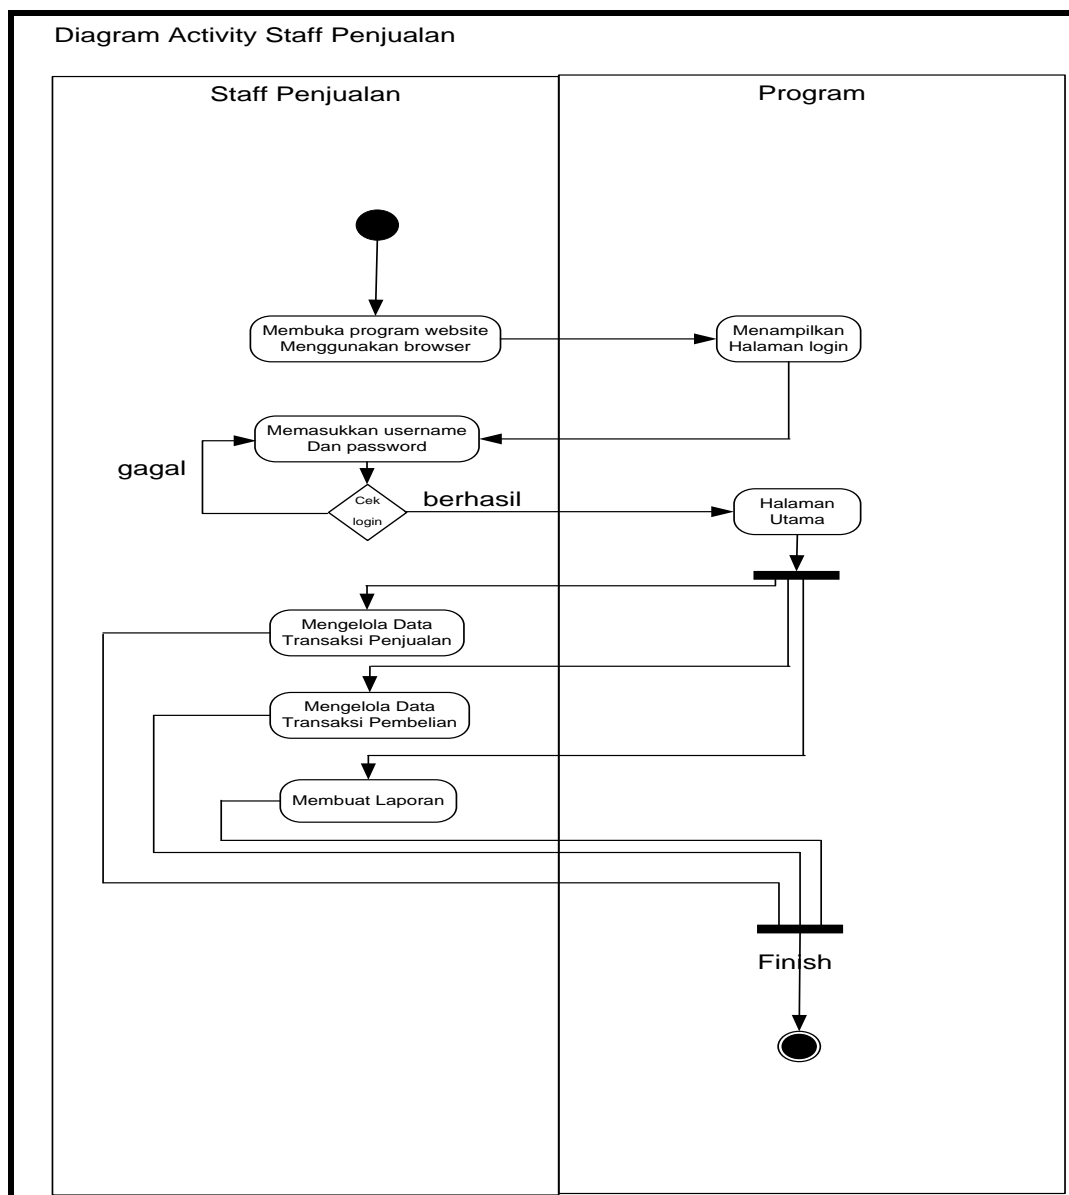 Diagram Activity Staff Penjualan
Staff Penjualan
Program
Membuka program website
Menggunakan browser
Menampilkan
Halaman login
Memasukkan username
Dan password
gagal
Cek
login
berhasil
Halaman
Utama
Mengelola Data
Transaksi Penjualan
Mengelola Data
Transaksi Pembelian
Membuat Laporan
Finish